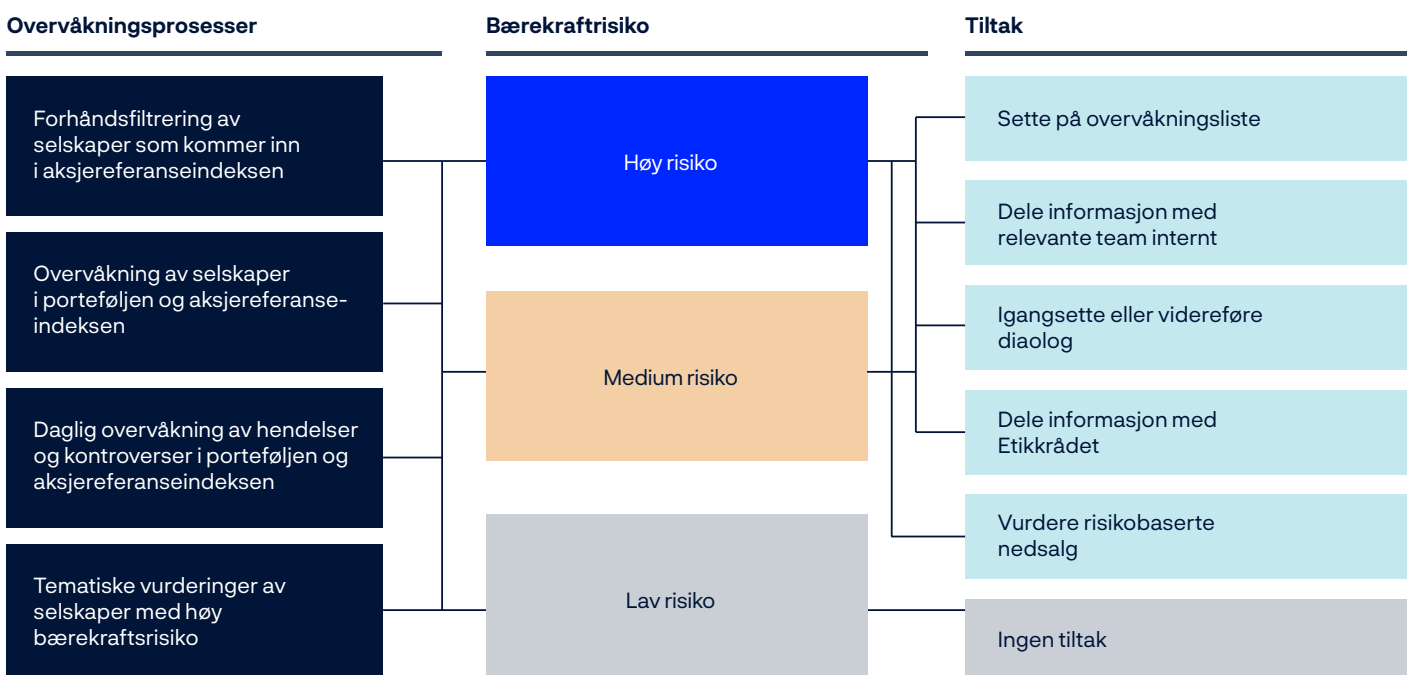 Overvåkningsprosesser
Forhåndsfiltrering av
selskaper som kommer inn
i aksjereferanseindeksen
Overvåkning av selskaper
i porteføljen og aksjereferanse-
indeksen
Daglig overvåkning av hendelser
og kontroverser i porteføljen og
aksjereferanseindeksen
Tematiske vurderinger av
selskaper med høy
bærekraftsrisiko
Bærekraftrisiko
Høy risiko
Medium risiko
Lav risiko
Tiltak
Sette på overvåkningsliste
Dele informasjon med
relevante team internt
Igangsette eller videreføre
diaolog
Dele informasjon med
Etikkrådet
Vurdere risikobaserte
nedsalg
Ingen tiltak